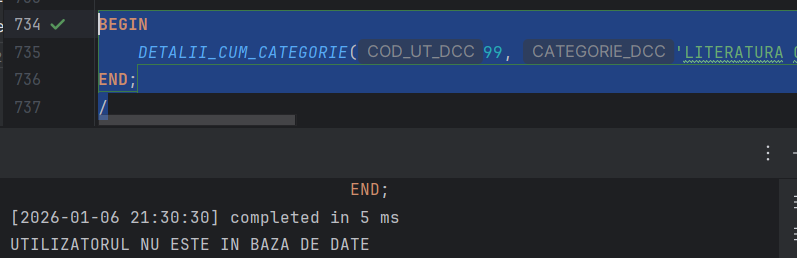 734 BEGIN
735 DETALII_CUM_CATEGORIE( COD_UT_DCC 99, CATEGORIE_DCC 'LITERATURA
736 END;
737 /
END;
[2026-01-06 21:30:30] completed in 5 ms
UTILIZATORUL NU ESTE IN BAZA DE DATE